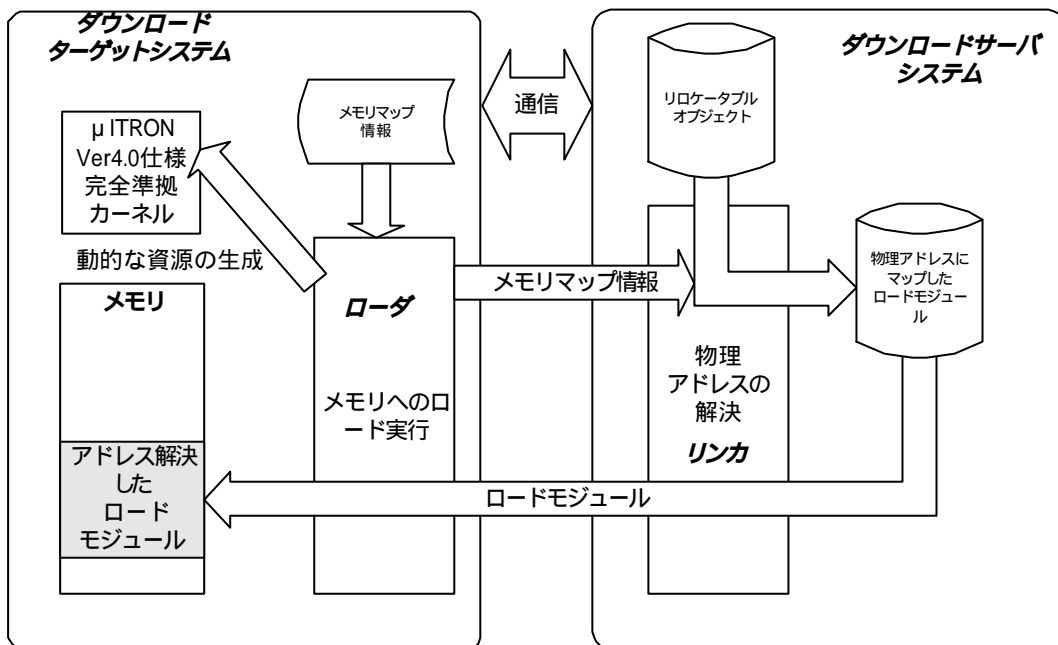 ダウンロード
ターゲットシステム
ダウンロードサーバ
システム
メモリマップ
情報
通信
リロケータブル
オブジェクト
μ ITRON
Ver4.0仕様
完全準拠
カーネル
動的な資源の生成
メモリ
ローダ
メモリマップ情報
物理アドレスに
マップした
ロードモジュー
ル
メモリへのロ
ード実行
物理
アドレスの
解決
リンカ
アドレス解決
した
ロード
モジュール
ロードモジュール